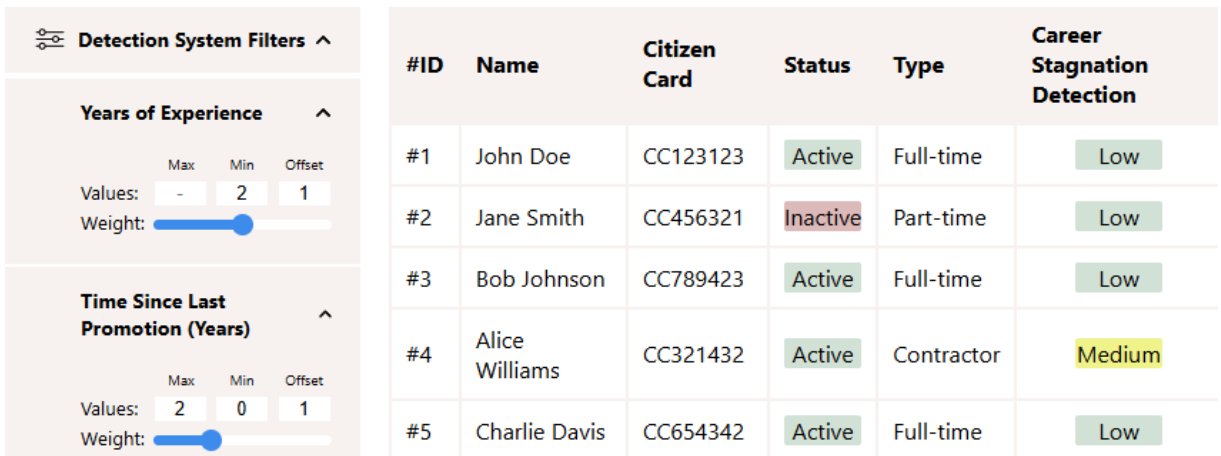 Detection System Filters
Years of Experience
Max Min Offset
Values: - 2 1
Weight:
Time Since Last
Promotion (Years)
Max Min Offset
Values: 2 0 1
Weight:
#ID Name Citizen Card Status Type Career Stagnation Detection
#1 John Doe CC123123 Active Full-time Low
#2 Jane Smith CC456321 Inactive Part-time Low
#3 Bob Johnson CC789423 Active Full-time Low
#4 Alice Williams CC321432 Active Contractor Medium
#5 Charlie Davis CC654342 Active Full-time Low